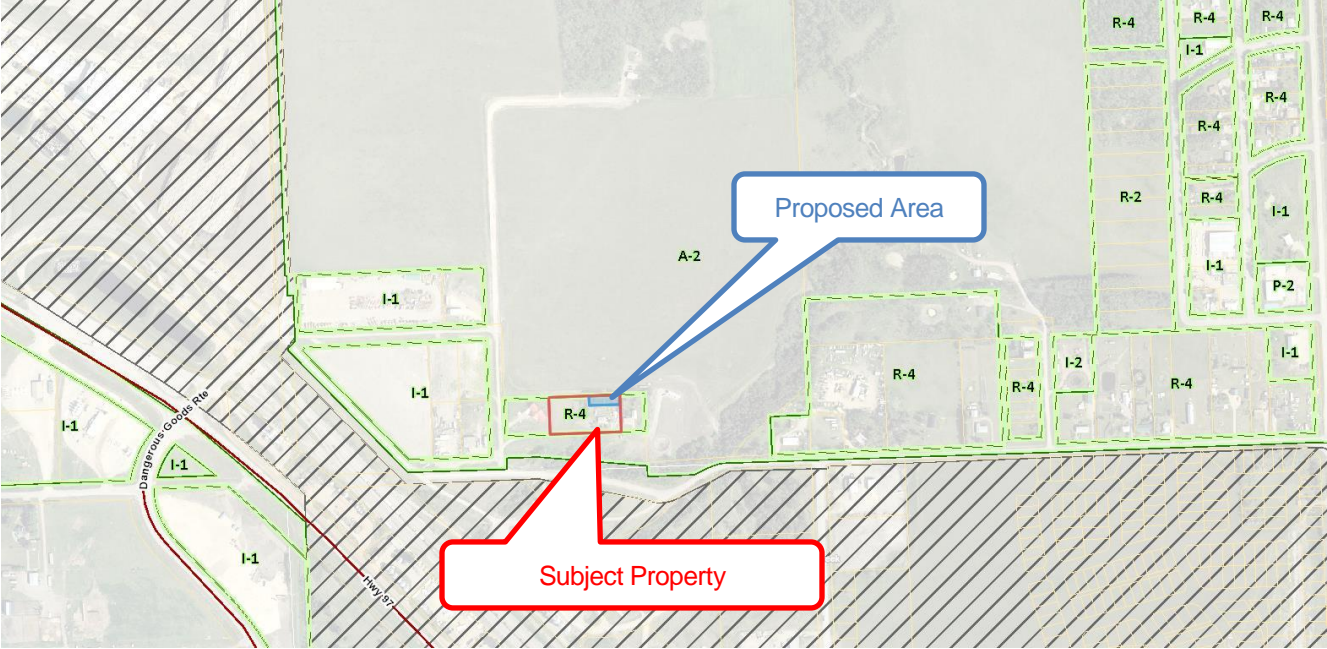 R-4
R-4
R-4
I-1
R-4
R-4
R-2
R-4
I-1
Proposed Area
A-2
I-1
P-2
I-1
I-1
I-2
R-4
R-4
R-4
I-1
R-4
I-1
Dangerous Goods Rte
I-1
I-1
Hwy 97
Subject Property